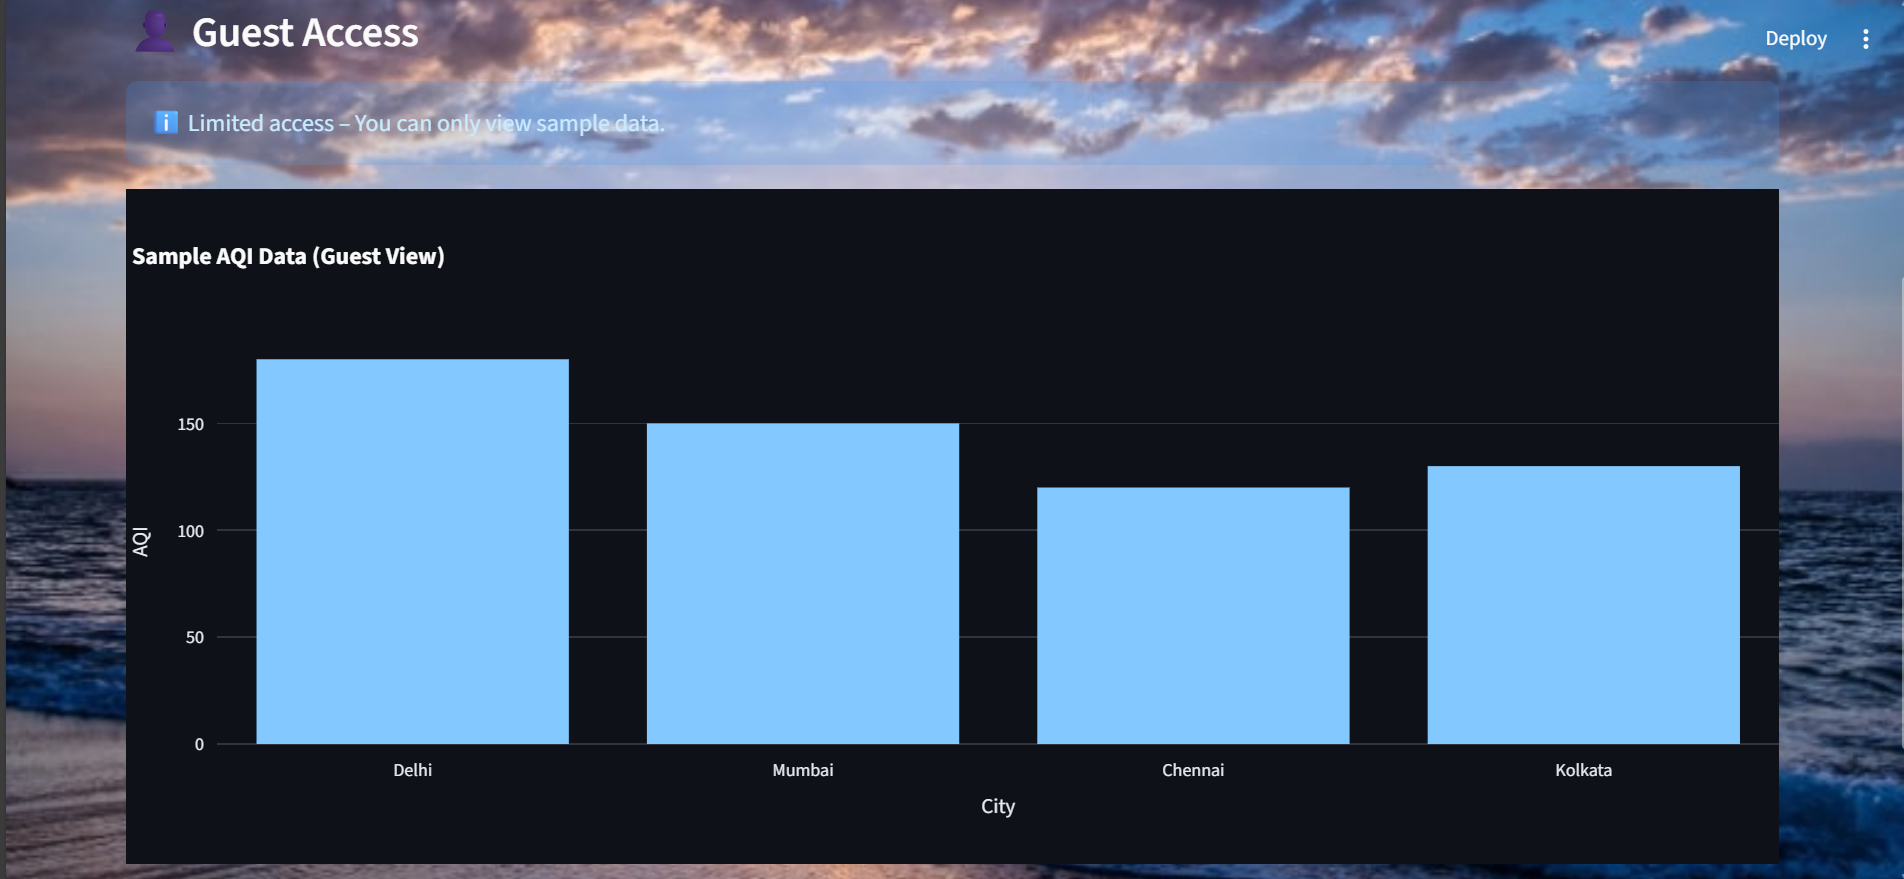 Guest Access
Deploy
Limited access – You can only view sample data.
Sample AQI Data (Guest View)
150
100
50
0
AQI
Delhi
Mumbai
Chennai
Kolkata
City